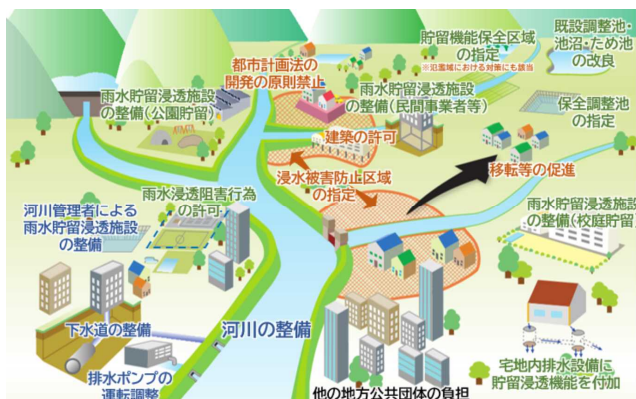 都市計画法の
開発の原則禁止
貯留機能保全区域
の指定
※氾濫域における対策にも該当
既設調整池・
池沼・ため池
の改良
雨水貯留浸透施設
の整備(公園貯留)
雨水貯留浸透施設
の整備(民間事業者等)
保全調整池
の指定
建築の許可
浸水被害防止区域
の指定
移転等の促進
雨水浸透阻害行為
の許可
河川管理者による
雨水貯留浸透施設
の整備
雨水貯留浸透施設
の整備(校庭貯留)
下水道の整備
河川の整備
排水ポンプの
運転調整
宅地内排水設備に
貯留浸透機能を付加
他の地方公共団体の負担